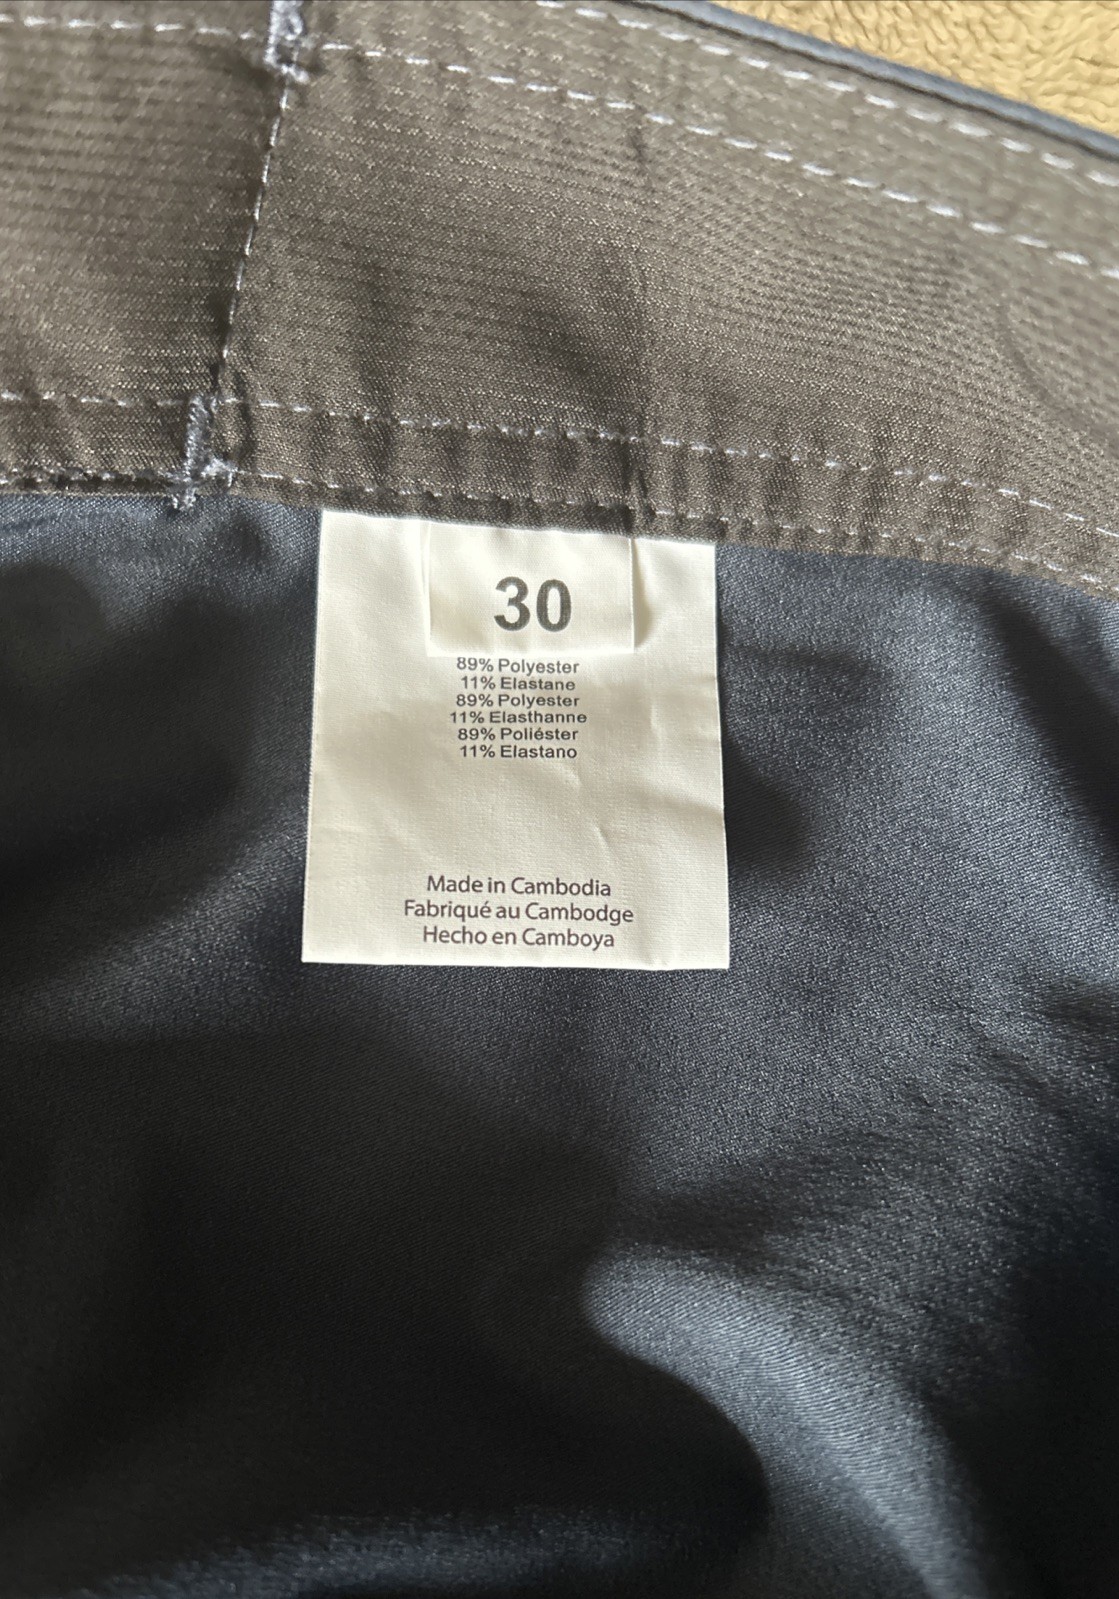 30
89% Polyester
11% Elastane
89% Polyester
11% Elasthanne
89% Poliéster
11% Elastano
Made in Cambodia
Fabriqué au Cambodge
Hecho en Camboya